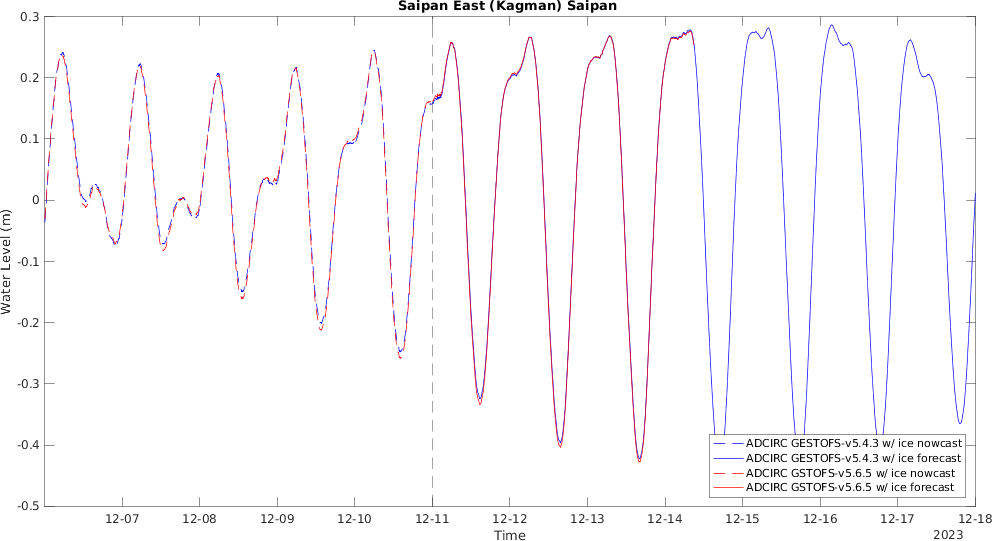 Saipan East (Kagman) Saipan
0.3
0.2
0.1
0
-0.1
-0.2
-0.3
-0.4
-0.5
Water Level (m)
ADCIRC GESTOFS-v5.4.3 w/ ice nowcast
ADCIRC GESTOFS-v5.4.3 w/ ice forecast
ADCIRC GSTOFS-v5.6.5 w/ ice nowcast
ADCIRC GSTOFS-v5.6.5 w/ ice forecast
12-07 12-08 12-09 12-10 12-11 12-12 12-13 12-14 12-15 12-16 12-17 12-18
Time
2023